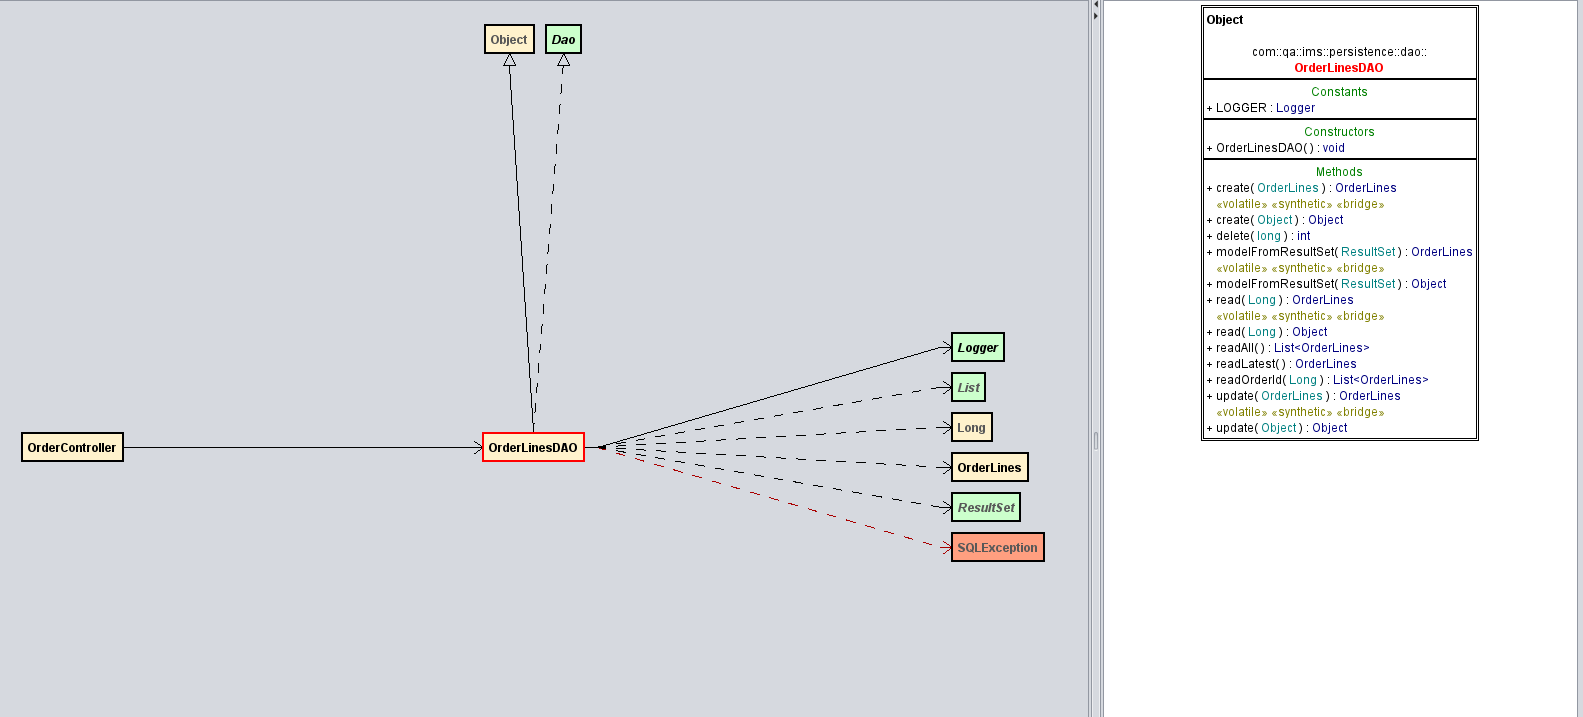 Object
Dao
Logger
List
Long
OrderController
OrderLinesDAO
OrderLines
ResultSet
SQLException
Object
com::qa::ims::persistence::dao::
OrderLinesDAO
Constants
+ LOGGER : Logger
Constructors
+ OrderLinesDAO( ) : void
Methods
+ create( OrderLines ) : OrderLines
«volatile» «synthetic» «bridge»
+ create( Object ) : Object
+ delete( long ) : int
+ modelFromResultSet( ResultSet ) : OrderLines
«volatile» «synthetic» «bridge»
+ modelFromResultSet( ResultSet ) : Object
+ read( Long ) : OrderLines
«volatile» «synthetic» «bridge»
+ read( Long ) : Object
+ readAll( ) : List<OrderLines>
+ readLatest( ) : OrderLines
+ readOrderId( Long ) : List<OrderLines>
+ update( OrderLines ) : OrderLines
«volatile» «synthetic» «bridge»
+ update( Object ) : Object